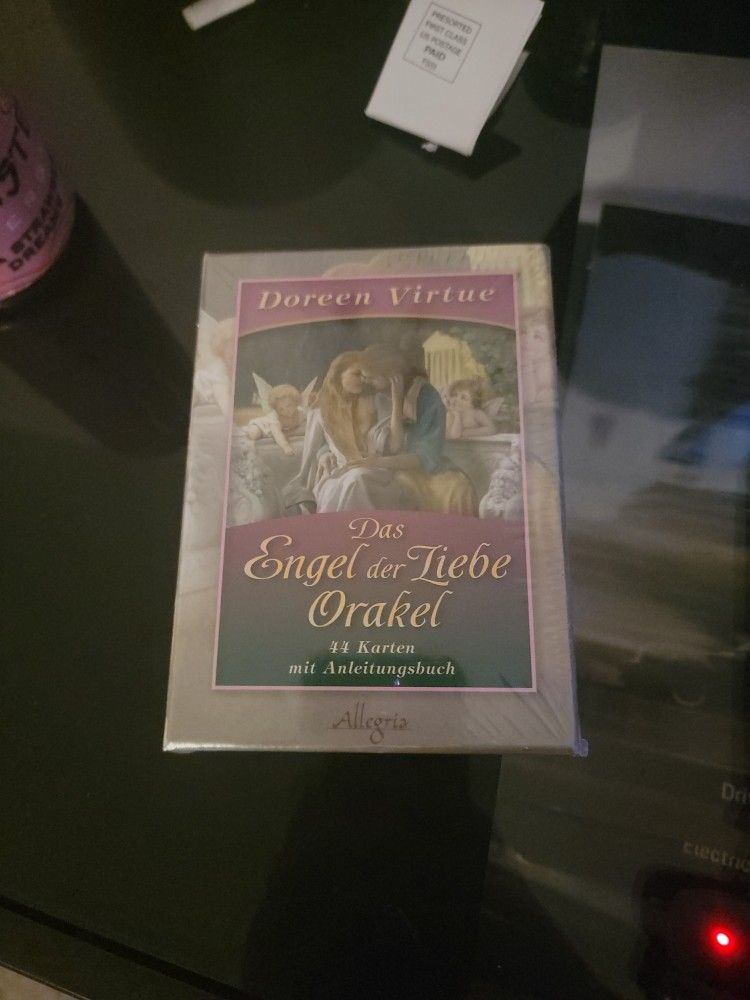 PRESORTED
FIRST CLASS
US POSTAGE
PAID
Doreen Virtue
Das
Engel der Liebe
Orakel
44 Karten
mit Anleitungsbuch
Allegria